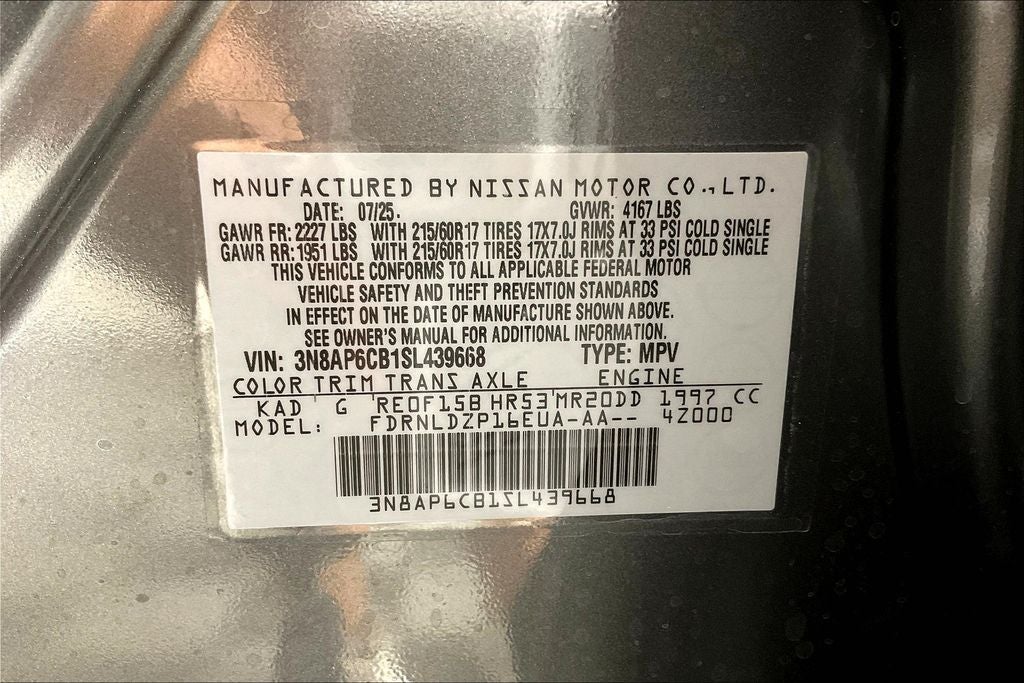 MANUFACTURED BY NISSAN MOTOR CO., LTD.
DATE: 07/25. GVWR: 4167 LBS
GAWR FR: 2227 LBS WITH 215/60R17 TIRES 17X7.0J RIMS AT 33 PSI COLD SINGLE
GAWR RR: 1951 LBS WITH 215/60R17 TIRES 17X7.0J RIMS AT 33 PSI COLD SINGLE
THIS VEHICLE CONFORMS TO ALL APPLICABLE FEDERAL MOTOR
VEHICLE SAFETY AND THEFT PREVENTION STANDARDS
IN EFFECT ON THE DATE OF MANUFACTURE SHOWN ABOVE.
SEE OWNER'S MANUAL FOR ADDITIONAL INFORMATION.
VIN: 3N8AP6CB1SL439668 TYPE: MPV
COLOR TRIM TRANS AXLE ENGINE
KAD G RE0F15B HR53 MR20DD 1997 CC
MODEL: FDRNLDZP16EUA-AA-- 4Z000
3N8AP6CB1SL439668